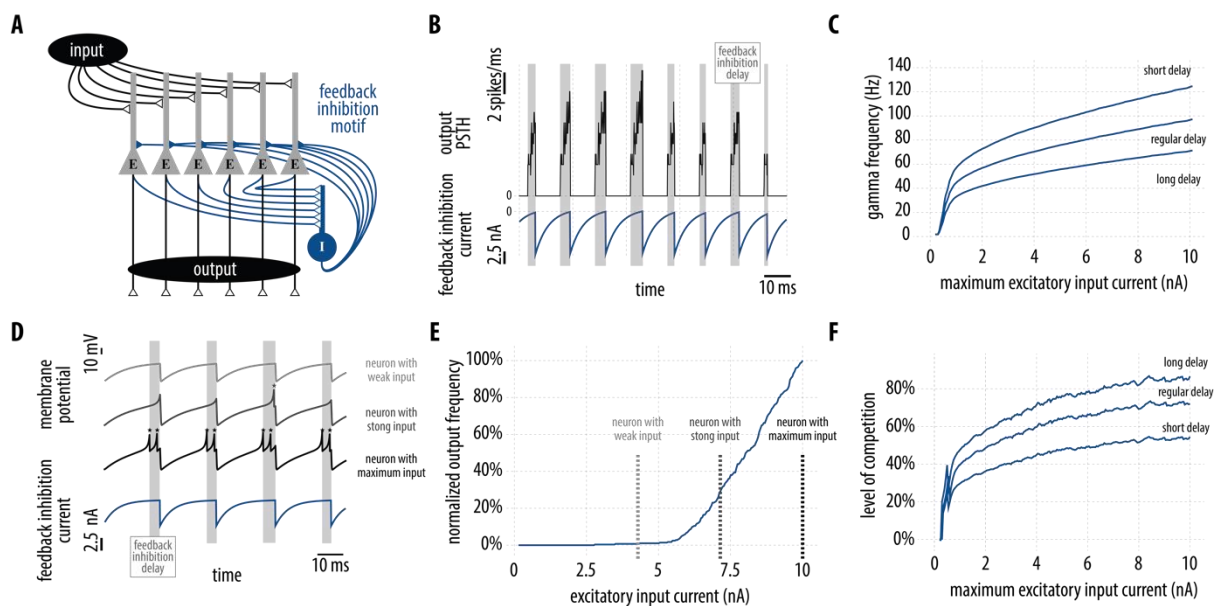 A
input
feedback
inhibition
motif
E E E E E E
I
output
B
2 spikes/ms
output
PSTH
feedback
inhibition
delay
0
0
2.5 nA
feedback inhibition
current
time
10 ms
C
gamma frequency (Hz)
140
120
100
80
60
40
20
0
short delay
regular delay
long delay
2 4 6 8 10
maximum excitatory input current (nA)
D
10 mV
membrane
potential
neuron with
weak input
neuron with
stong input
neuron with
maximum input
2.5 nA
feedback inhibition
current
feedback
inhibition
delay
time
10 ms
E
normalized output frequency
100%
80%
60%
40%
20%
0%
neuron with
weak input
neuron with
stong input
neuron with
maximum input
0 2.5 5 7.5 10
excitatory input current (nA)
F
level of competition
80%
60%
40%
20%
0%
long delay
regular delay
short delay
0 2 4 6 8 10
maximum excitatory input current (nA)